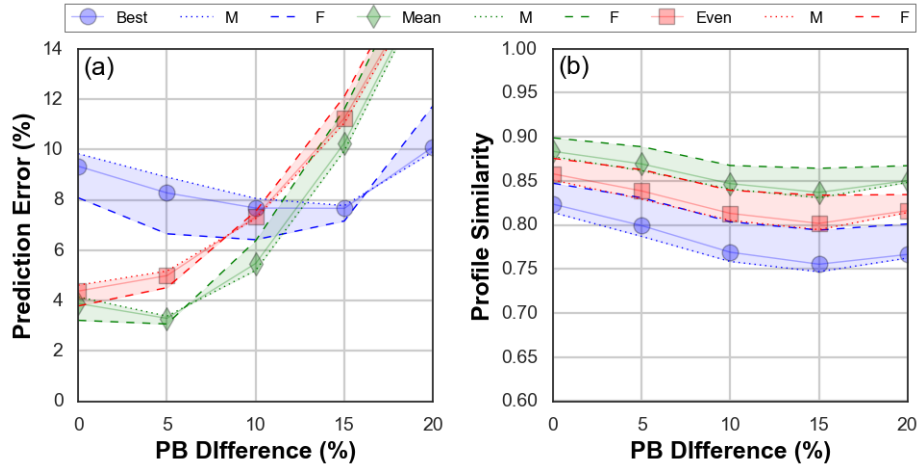 Best M F Mean M F Even M F
(a)
Prediction Error (%)
14
12
10
8
6
4
2
0
0 5 10 15 20
PB DIfference (%)
(b)
Profile Similarity
1.00
0.95
0.90
0.85
0.80
0.75
0.70
0.65
0.60
0 5 10 15 20
PB DIfference (%)